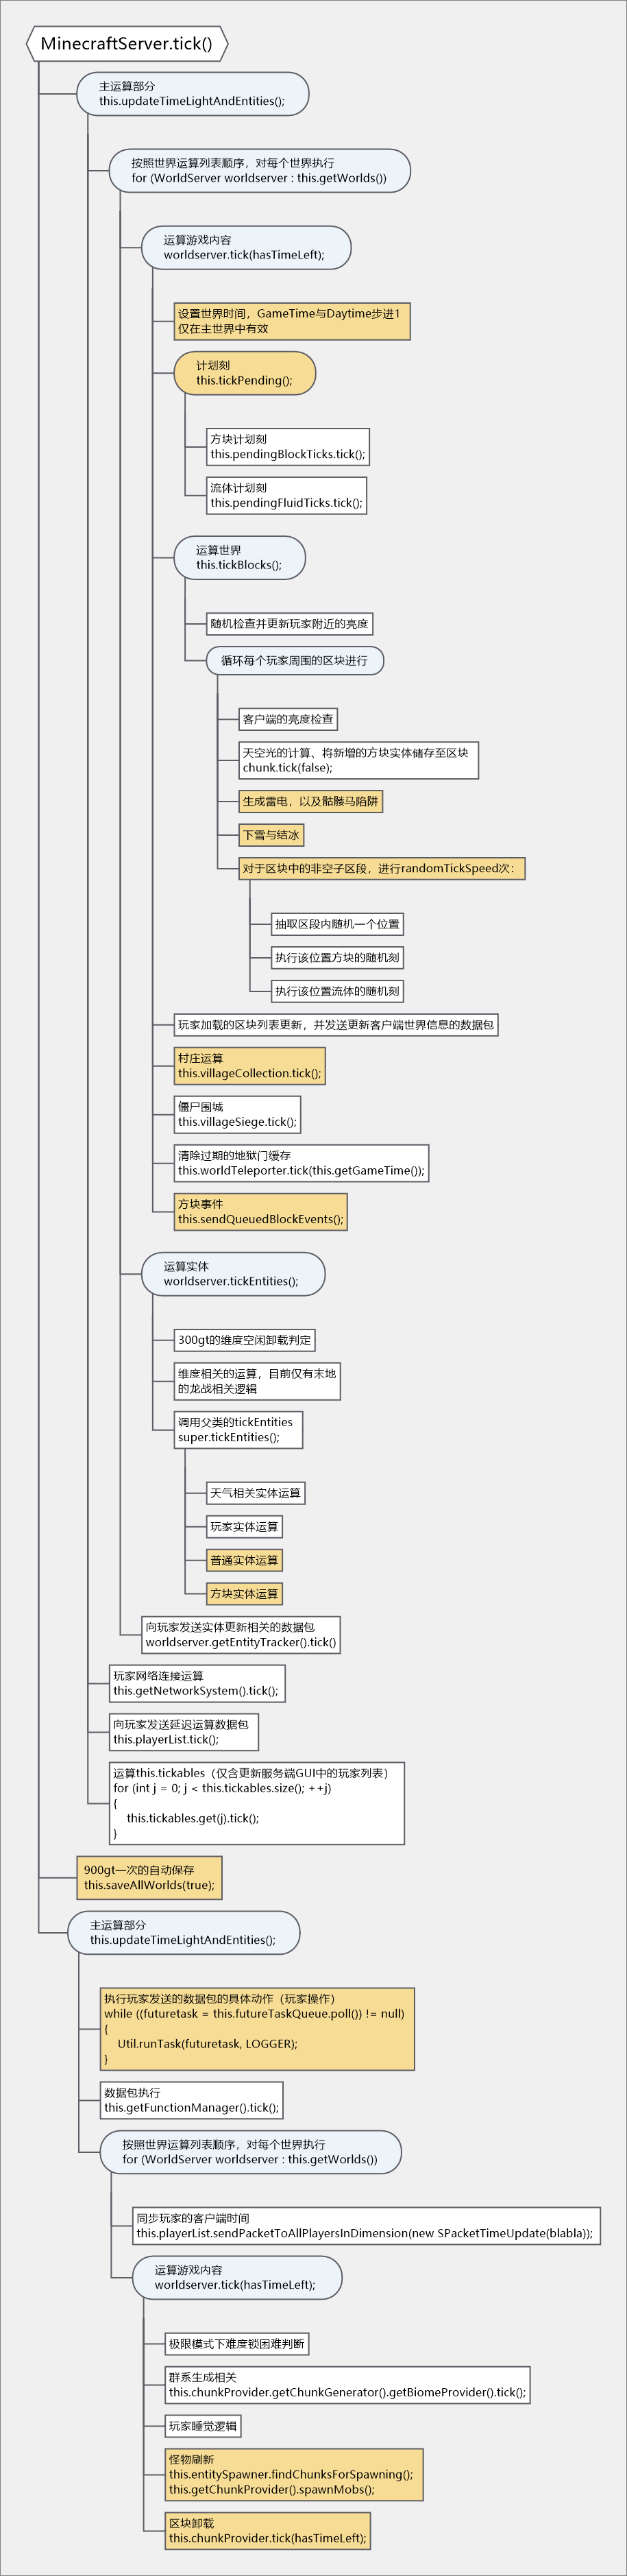 MinecraftServer.tick()
主运算部分
this.updateTimeLightAndEntities();
按照世界运算列表顺序，对每个世界执行
for (WorldServer worldserver : this.getWorlds())
运算游戏内容
worldserver.tick(hasTimeLeft);
设置世界时间，GameTime与Daytime步进1
仅在主世界中有效
计划刻
this.tickPending();
方块计划刻
this.pendingBlockTicks.tick();
流体计划刻
this.pendingFluidTicks.tick();
运算世界
this.tickBlocks();
随机检查并更新玩家附近的亮度
循环每个玩家周围的区块进行
客户端的亮度检查
天空光的计算、将新增的方块实体储存至区块
chunk.tick(false);
生成雷电，以及骷髅马陷阱
下雪与结冰
对于区块中的非空子区段，进行randomTickSpeed次：
抽取区段内随机一个位置
执行该位置方块的随机刻
执行该位置流体的随机刻
玩家加载的区块列表更新，并发送更新客户端世界信息的数据包
村庄运算
this.villageCollection.tick();
僵尸围城
this.villageSiege.tick();
清除过期的地狱门缓存
this.worldTeleporter.tick(this.getGameTime());
方块事件
this.sendQueuedBlockEvents();
运算实体
worldserver.tickEntities();
300gt的维度空闲卸载判定
维度相关的运算，目前仅有末地
的龙战相关逻辑
调用父类的tickEntities
super.tickEntities();
天气相关实体运算
玩家实体运算
普通实体运算
方块实体运算
向玩家发送实体更新相关的数据包
worldserver.getEntityTracker().tick()
玩家网络连接运算
this.getNetworkSystem().tick();
向玩家发送延迟运算数据包
this.playerList.tick();
运算this.tickables（仅含更新服务端GUI中的玩家列表）
for (int j = 0; j < this.tickables.size(); ++j)
{
this.tickables.get(j).tick();
}
900gt一次的自动保存
this.saveAllWorlds(true);
主运算部分
this.updateTimeLightAndEntities();
执行玩家发送的数据包的具体动作（玩家操作）
while ((futuretask = this.futureTaskQueue.poll()) != null)
{
Util.runTask(futuretask, LOGGER);
}
数据包执行
this.getFunctionManager().tick();
按照世界运算列表顺序，对每个世界执行
for (WorldServer worldserver : this.getWorlds())
同步玩家的客户端时间
this.playerList.sendPacketToAllPlayersInDimension(new SPacketTimeUpdate(blabla));
运算游戏内容
worldserver.tick(hasTimeLeft);
极限模式下难度锁困难判断
群系生成相关
this.chunkProvider.getChunkGenerator().getBiomeProvider().tick();
玩家睡觉逻辑
怪物刷新
this.entitySpawner.findChunksForSpawning();
this.getChunkProvider().spawnMobs();
区块卸载
this.chunkProvider.tick(hasTimeLeft);